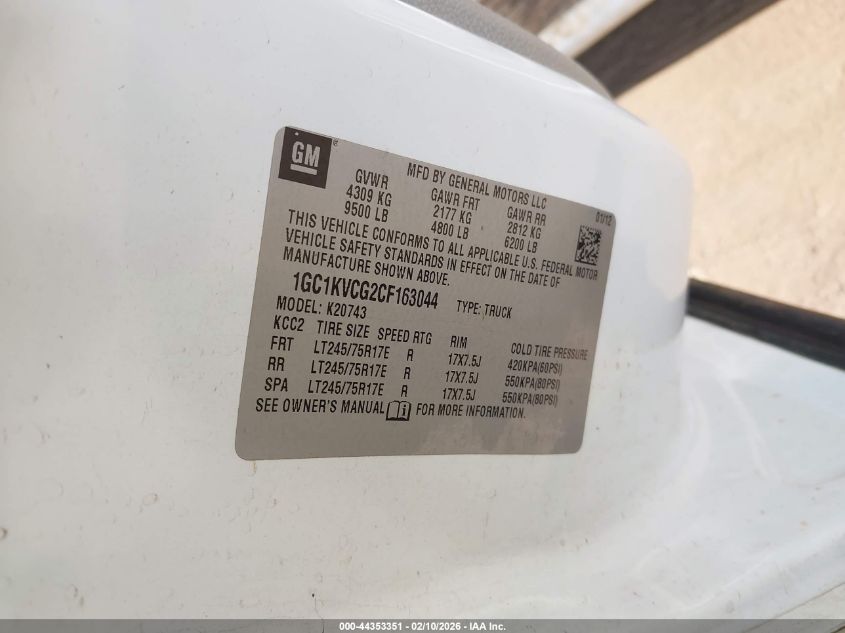 GM
MFD BY GENERAL MOTORS LLC
01/12
GVWR GAWR FRT GAWR RR
4309 KG 2177 KG 2812 KG
9500 LB 4800 LB 6200 LB
THIS VEHICLE CONFORMS TO ALL APPLICABLE U.S. FEDERAL MOTOR
VEHICLE SAFETY STANDARDS IN EFFECT ON THE DATE OF
MANUFACTURE SHOWN ABOVE.
1GC1KVCG2CF163044 TYPE: TRUCK
MODEL: K20743
KCC2 TIRE SIZE SPEED RTG RIM COLD TIRE PRESSURE
FRT LT245/75R17E R 17X7.5J 420KPA(60PSI)
RR LT245/75R17E R 17X7.5J 550KPA(80PSI)
SPA LT245/75R17E R 17X7.5J 550KPA(80PSI)
SEE OWNER'S MANUAL FOR MORE INFORMATION.
000-44353351 - 02/10/2026 - IAA Inc.